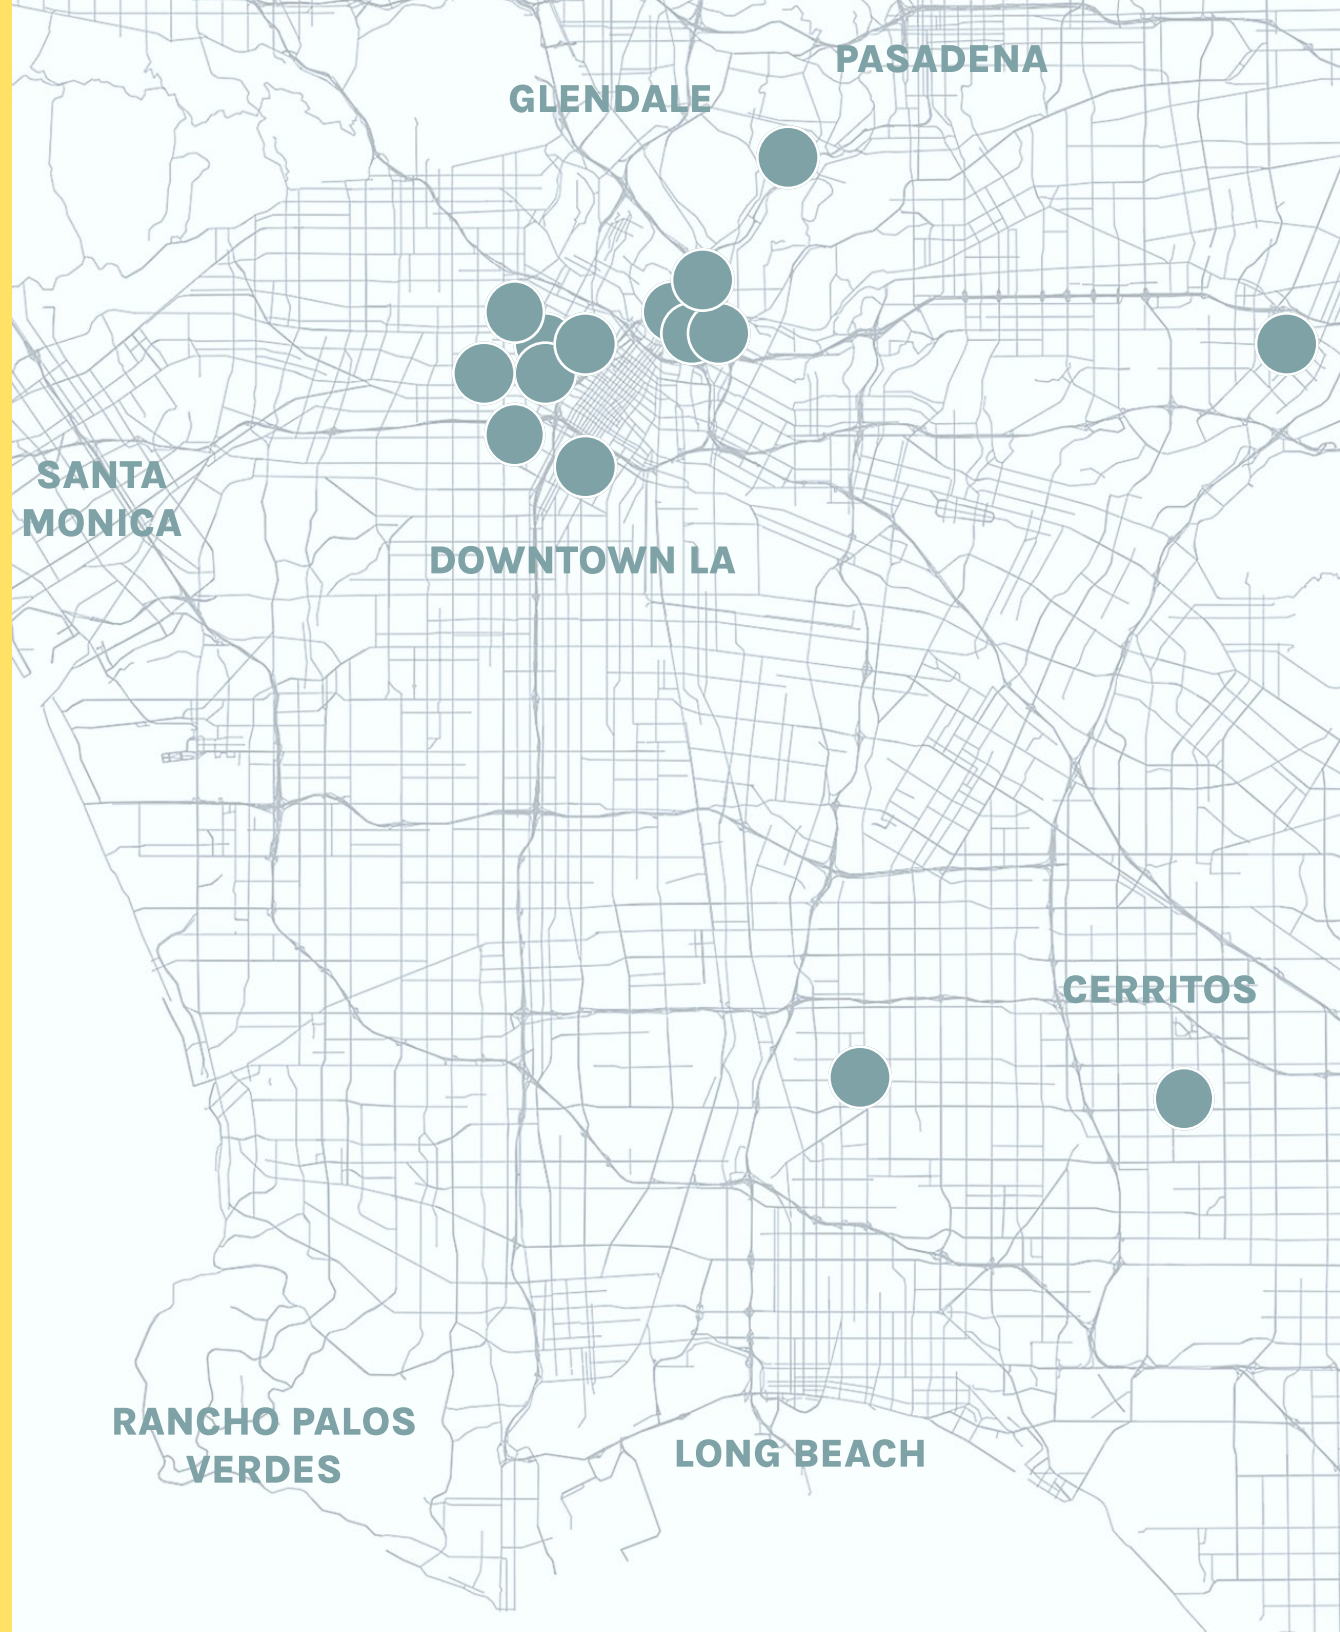 PASADENA
GLENDALE
SANTA
MONICA
DOWNTOWN LA
CERRITOS
RANCHO PALOS
VERDES
LONG BEACH